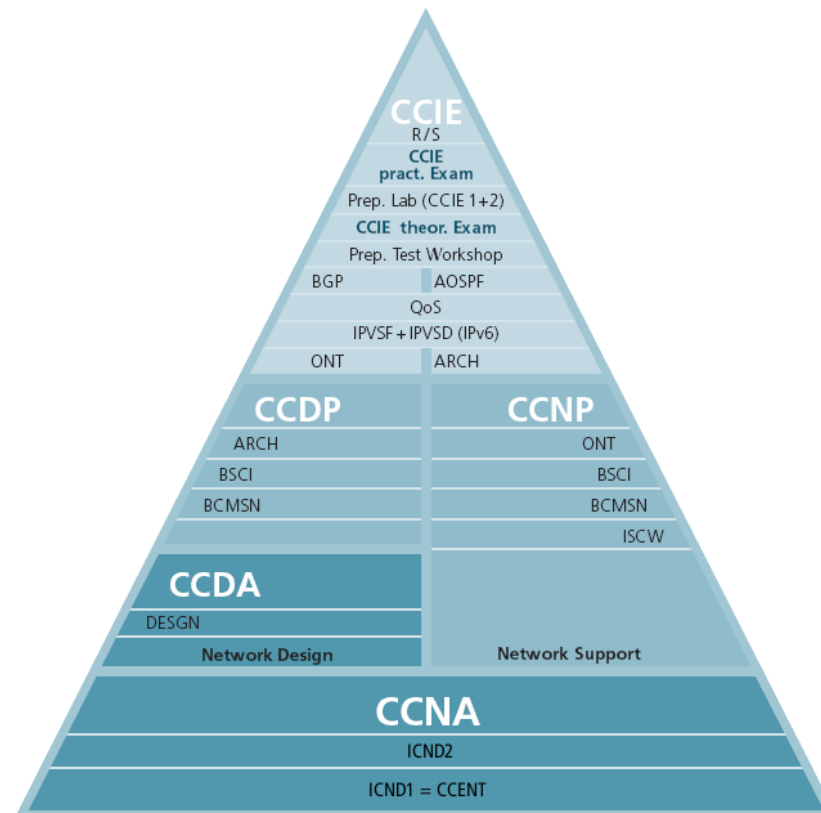 CCIE
R/S
CCIE
pract. Exam
Prep. Lab (CCIE 1+2)
CCIE theor. Exam
Prep. Test Workshop
BGP AOSPF
QoS
IPVSF + IPVSD (IPv6)
ONT ARCH
CCDP CCNP
ARCH ONT
BSCI BSCI
BCMSN BCMSN
ISCW
CCDA
DESGN
Network Design Network Support
CCNA
ICND2
ICND1 = CCENT